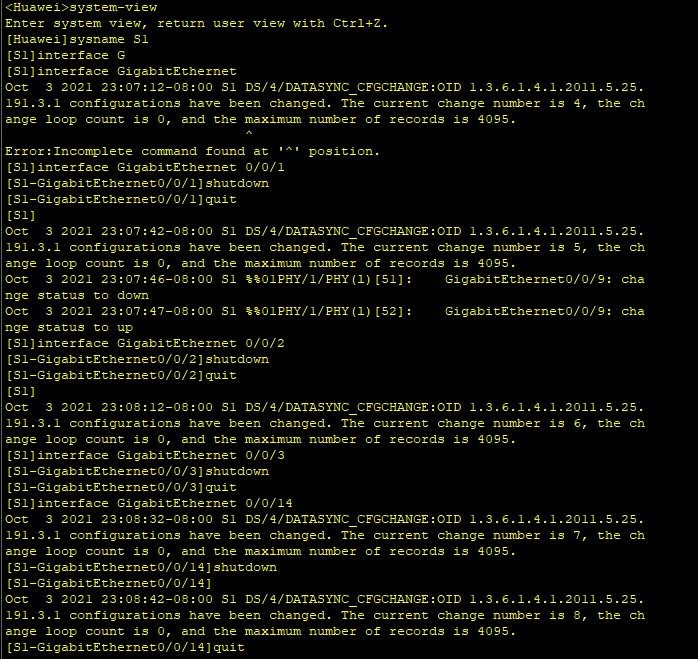 <Huawei>system-view
Enter system view, return user view with Ctrl+Z.
[Huawei]sysname S1
[S1]interface G
[S1]interface GigabitEthernet
Oct  3 2021 23:07:12-08:00 S1 DS/4/DATASYNC_CFGCHANGE:OID 1.3.6.1.4.1.2011.5.25.
191.3.1 configurations have been changed. The current change number is 4, the ch
ange loop count is 0, and the maximum number of records is 4095.
                              ^
Error:Incomplete command found at '^' position.
[S1]interface GigabitEthernet 0/0/1
[S1-GigabitEthernet0/0/1]shutdown
[S1-GigabitEthernet0/0/1]quit
[S1]
Oct  3 2021 23:07:42-08:00 S1 DS/4/DATASYNC_CFGCHANGE:OID 1.3.6.1.4.1.2011.5.25.
191.3.1 configurations have been changed. The current change number is 5, the ch
ange loop count is 0, and the maximum number of records is 4095.
Oct  3 2021 23:07:46-08:00 S1 %%01PHY/1/PHY(l)[51]:    GigabitEthernet0/0/9: cha
nge status to down
Oct  3 2021 23:07:47-08:00 S1 %%01PHY/1/PHY(l)[52]:    GigabitEthernet0/0/9: cha
nge status to up
[S1]interface GigabitEthernet 0/0/2
[S1-GigabitEthernet0/0/2]shutdown
[S1-GigabitEthernet0/0/2]quit
[S1]
Oct  3 2021 23:08:12-08:00 S1 DS/4/DATASYNC_CFGCHANGE:OID 1.3.6.1.4.1.2011.5.25.
191.3.1 configurations have been changed. The current change number is 6, the ch
ange loop count is 0, and the maximum number of records is 4095.
[S1]interface GigabitEthernet 0/0/3
[S1-GigabitEthernet0/0/3]shutdown
[S1-GigabitEthernet0/0/3]quit
[S1]interface GigabitEthernet 0/0/14
Oct  3 2021 23:08:32-08:00 S1 DS/4/DATASYNC_CFGCHANGE:OID 1.3.6.1.4.1.2011.5.25.
191.3.1 configurations have been changed. The current change number is 7, the ch
ange loop count is 0, and the maximum number of records is 4095.
[S1-GigabitEthernet0/0/14]shutdown
[S1-GigabitEthernet0/0/14]
Oct  3 2021 23:08:42-08:00 S1 DS/4/DATASYNC_CFGCHANGE:OID 1.3.6.1.4.1.2011.5.25.
191.3.1 configurations have been changed. The current change number is 8, the ch
ange loop count is 0, and the maximum number of records is 4095.
[S1-GigabitEthernet0/0/14]quit